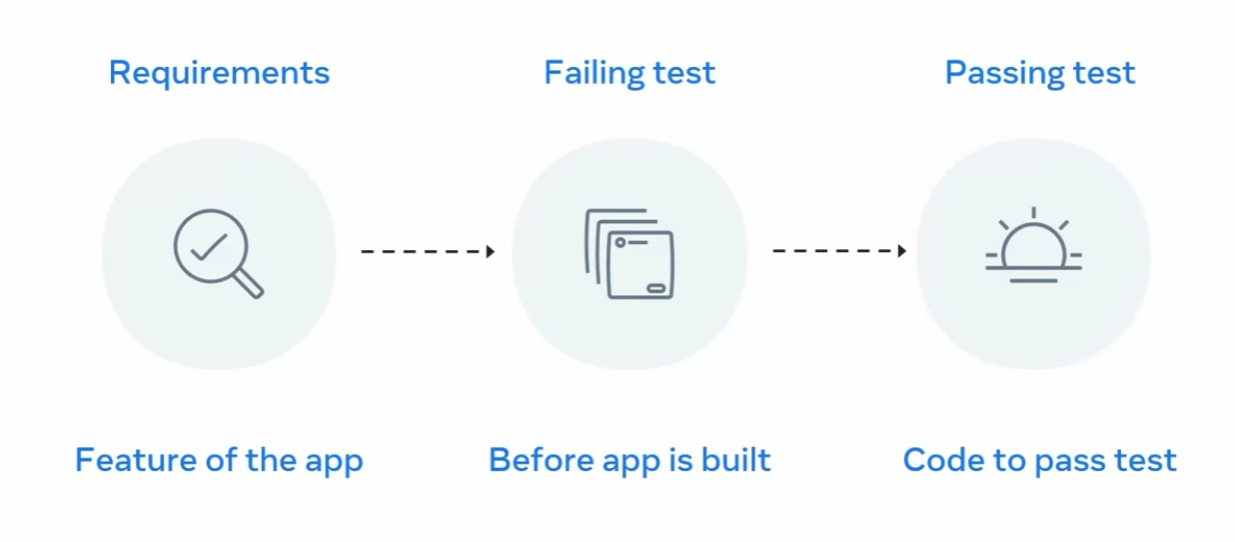 Requirements
Failing test
Passing test
Feature of the app
Before app is built
Code to pass test